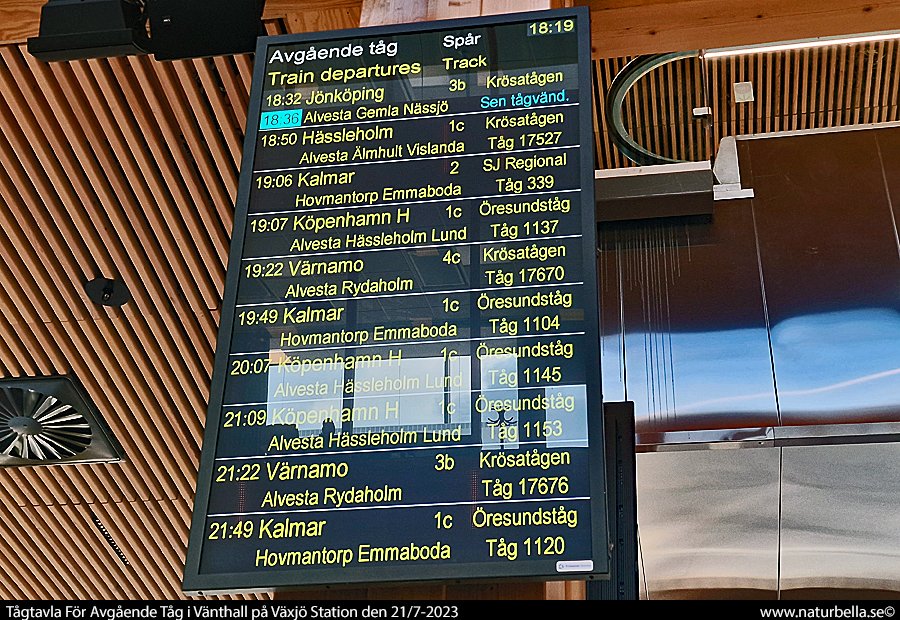 18:19
Avgående tåg Spår
Train departures Track
18:32 Jönköping 3b Krösatågen
18:36 Alvesta Gemla Nässjö Sen tågvänd.
18:50 Hässleholm 1c Krösatågen
Alvesta Älmhult Vislanda Tåg 17527
19:06 Kalmar 2 SJ Regional
Hovmantorp Emmaboda Tåg 339
19:07 Köpenhamn H 1c Öresundståg
Alvesta Hässleholm Lund Tåg 1137
19:22 Värnamo 4c Krösatågen
Alvesta Rydaholm Tåg 17670
19:49 Kalmar 1c Öresundståg
Hovmantorp Emmaboda Tåg 1104
20:07 Köpenhamn H 1c Öresundståg
Alvesta Hässleholm Lund Tåg 1145
21:09 Köpenhamn H 1c Öresundståg
Alvesta Hässleholm Lund Tåg 1153
21:22 Värnamo 3b Krösatågen
Alvesta Rydaholm Tåg 17676
21:49 Kalmar 1c Öresundståg
Hovmantorp Emmaboda Tåg 1120
Tågtavla För Avgående Tåg i Vänthall på Växjö Station den 21/7-2023 www.naturbella.se©